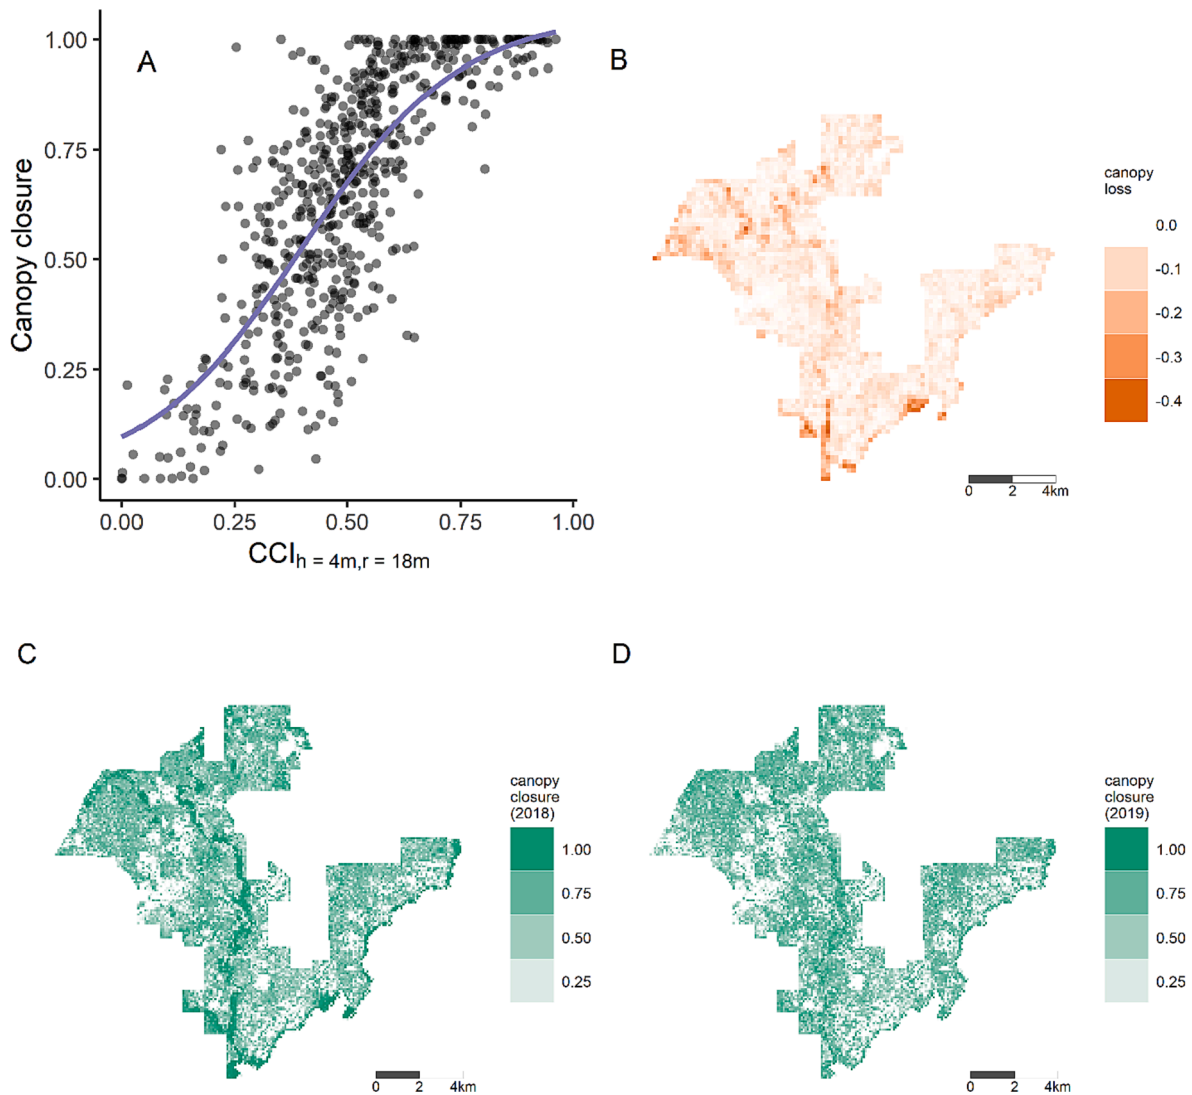 A
1.00
0.75
0.50
0.25
0.00
Canopy closure
0.00 0.25 0.50 0.75 1.00
CCIh = 4m,r = 18m
B
canopy
loss
0.0
-0.1
-0.2
-0.3
-0.4
0 2 4km
C
canopy
closure
(2018)
1.00
0.75
0.50
0.25
0 2 4km
D
canopy
closure
(2019)
1.00
0.75
0.50
0.25
0 2 4km